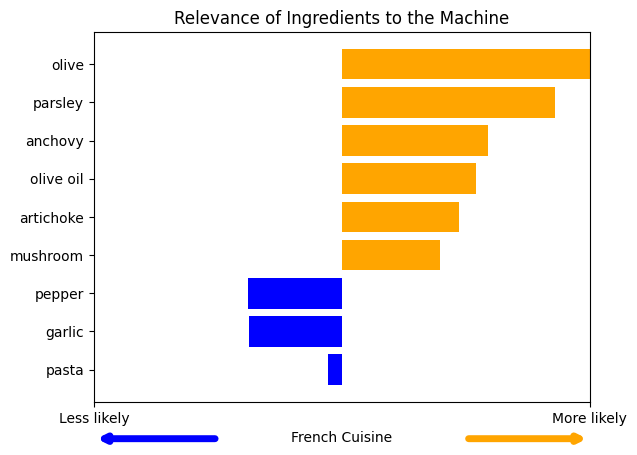 Relevance of Ingredients to the Machine
olive
parsley
anchovy
olive oil
artichoke
mushroom
pepper
garlic
pasta
Less likely
More likely
French Cuisine